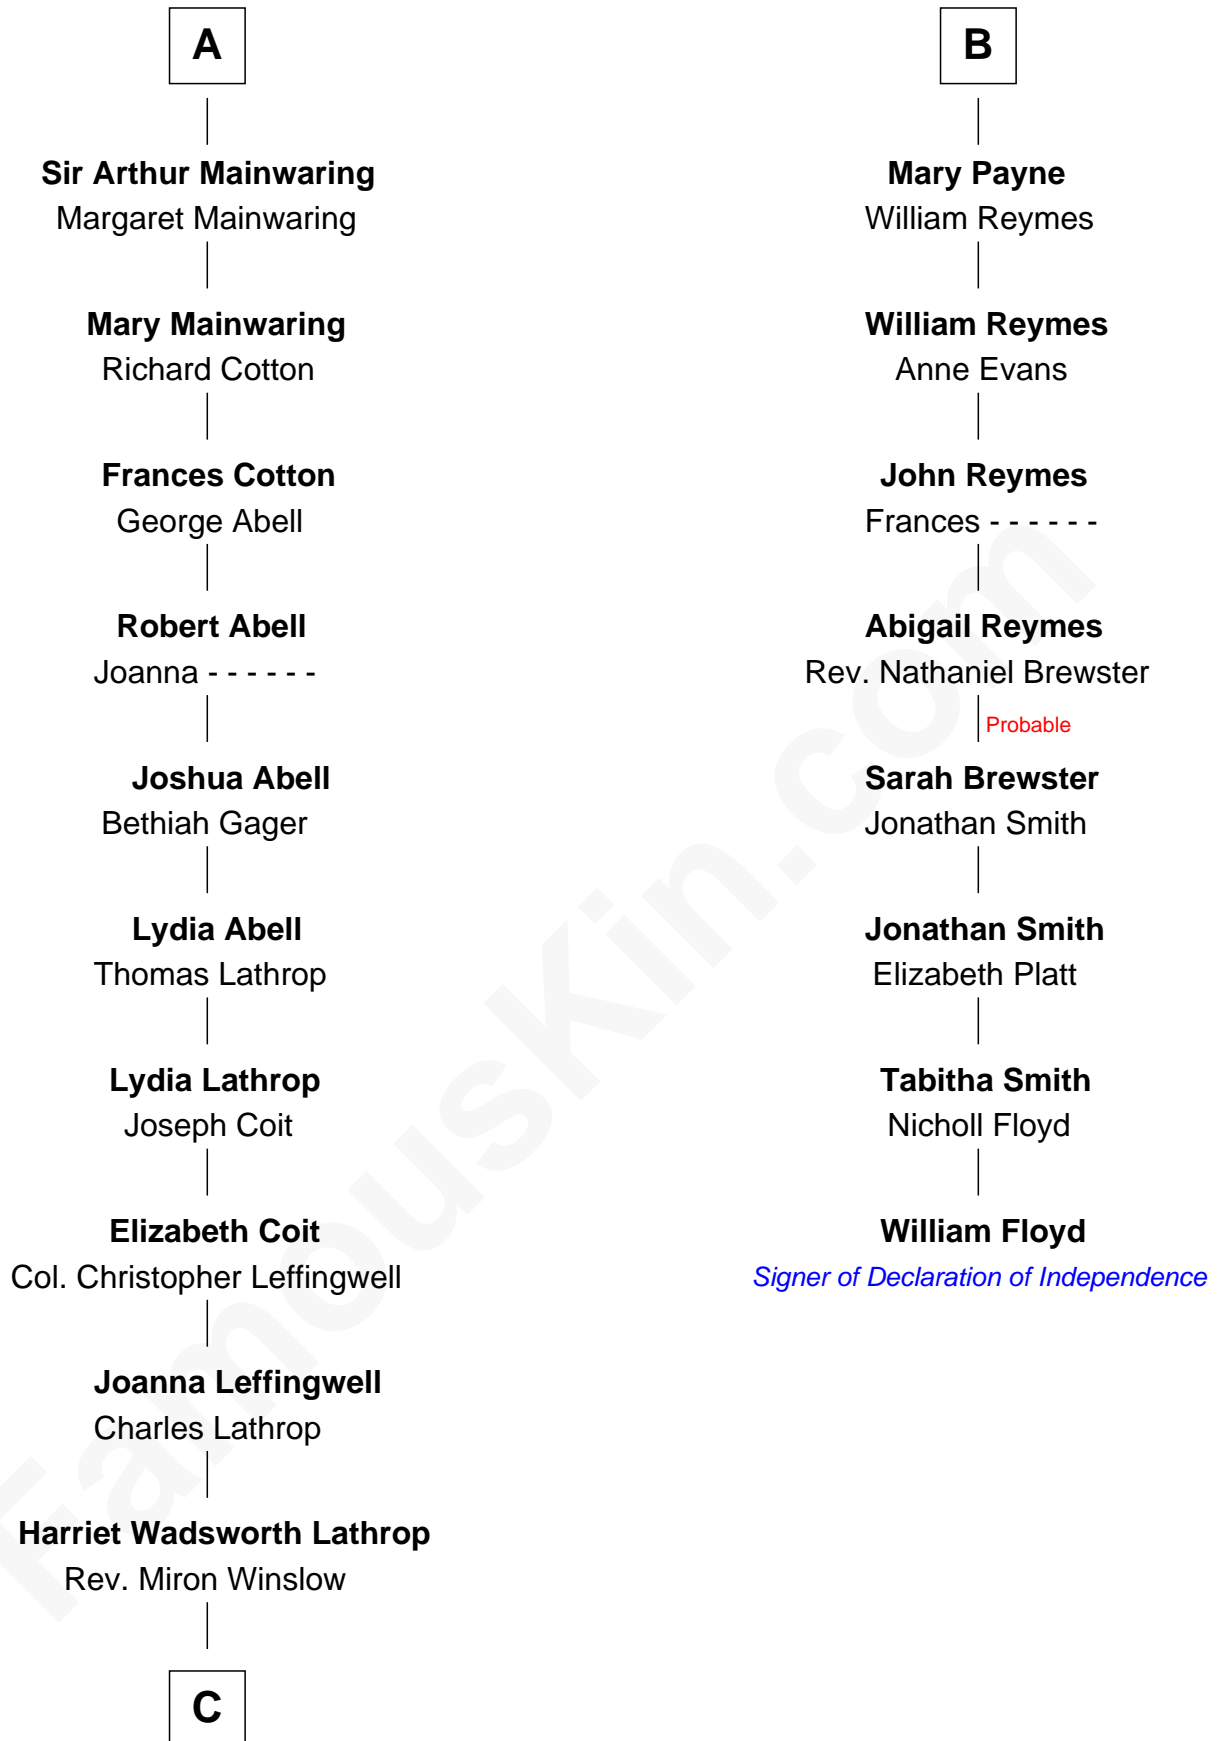 A
Sir Arthur Mainwaring
Margaret Mainwaring
Mary Mainwaring
Richard Cotton
Frances Cotton
George Abell
Robert Abell
Joanna - - - - - -
Joshua Abell
Bethiah Gager
Lydia Abell
Thomas Lathrop
Lydia Lathrop
Joseph Coit
Elizabeth Coit
Col. Christopher Leffingwell
Joanna Leffingwell
Charles Lathrop
Harriet Wadsworth Lathrop
Rev. Miron Winslow
C
B
Mary Payne
William Reymes
William Reymes
Anne Evans
John Reymes
Frances - - - - - -
Abigail Reymes
Rev. Nathaniel Brewster
Probable
Sarah Brewster
Jonathan Smith
Jonathan Smith
Elizabeth Platt
Tabitha Smith
Nicholl Floyd
William Floyd
Signer of Declaration of Independence
FamousKin.com